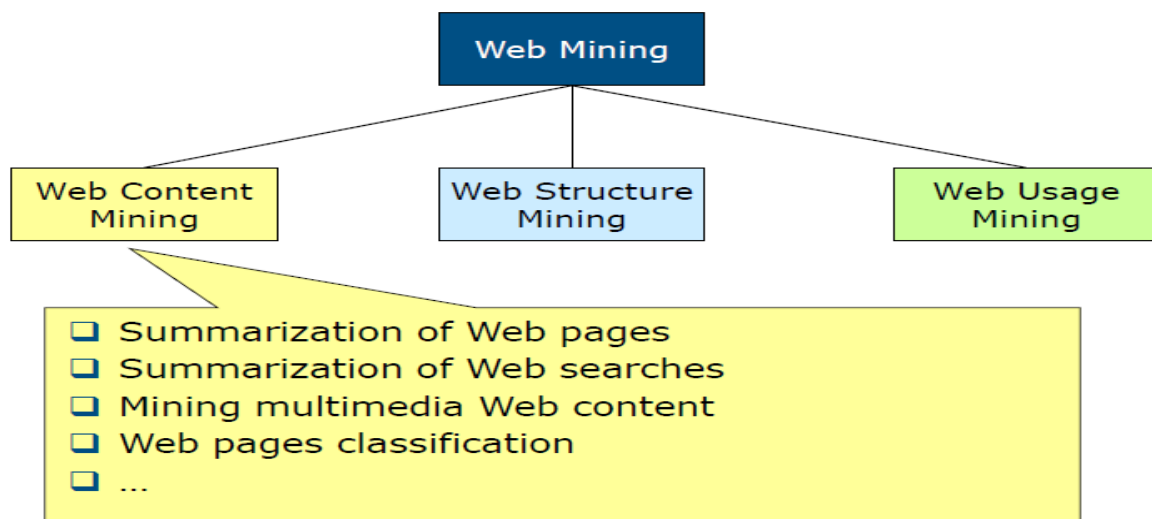 Web Mining
Web Content
Mining
Web Structure
Mining
Web Usage
Mining
❑ Summarization of Web pages
❑ Summarization of Web searches
❑ Mining multimedia Web content
❑ Web pages classification
❑ ...